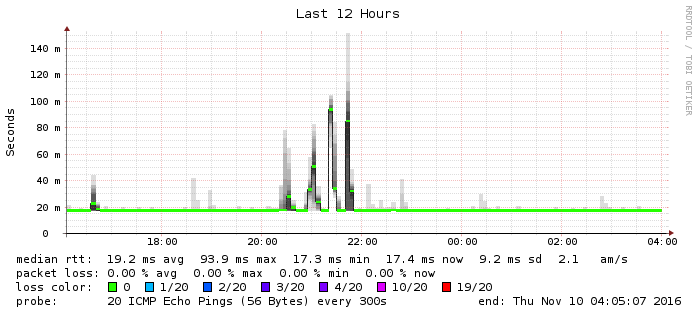 Last 12 Hours
RRDTOOL / TOBI OETIKER
Seconds
140 m
120 m
100 m
80 m
60 m
40 m
20 m
0
18:00 20:00 22:00 00:00 02:00 04:00
median rtt: 19.2 ms avg 93.9 ms max 17.3 ms min 17.4 ms now 9.2 ms sd 2.1 am/s
packet loss: 0.00 % avg 0.00 % max 0.00 % min 0.00 % now
loss color: 0 1/20 2/20 3/20 4/20 10/20 19/20
probe: 20 ICMP Echo Pings (56 Bytes) every 300s end: Thu Nov 10 04:05:07 2016